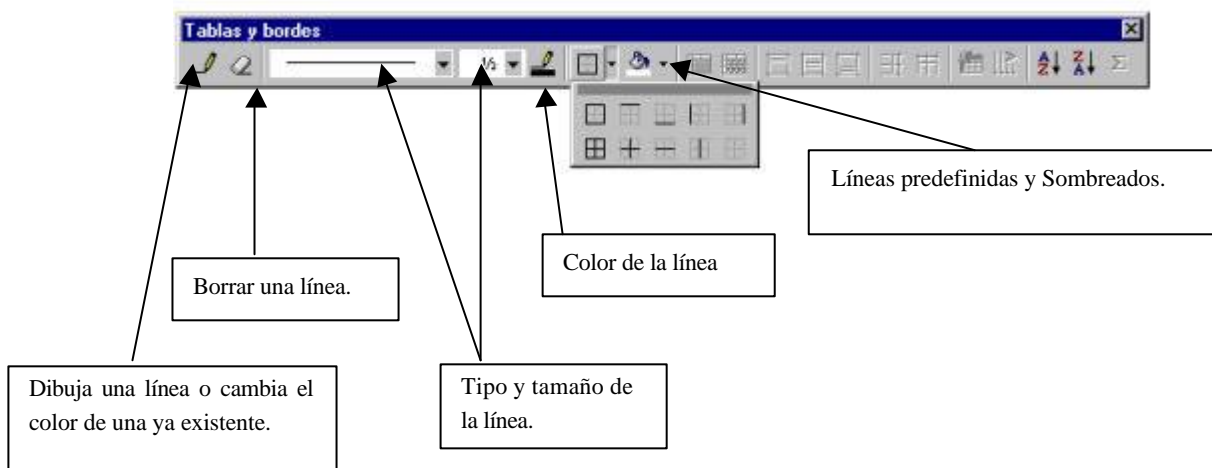 Tablas y bordes
½
A
Z
Z
A
Σ
Líneas predefinidas y Sombreados.
Color de la línea
Borrar una línea.
Dibuja una línea o cambia el
color de una ya existente.
Tipo y tamaño de
la línea.